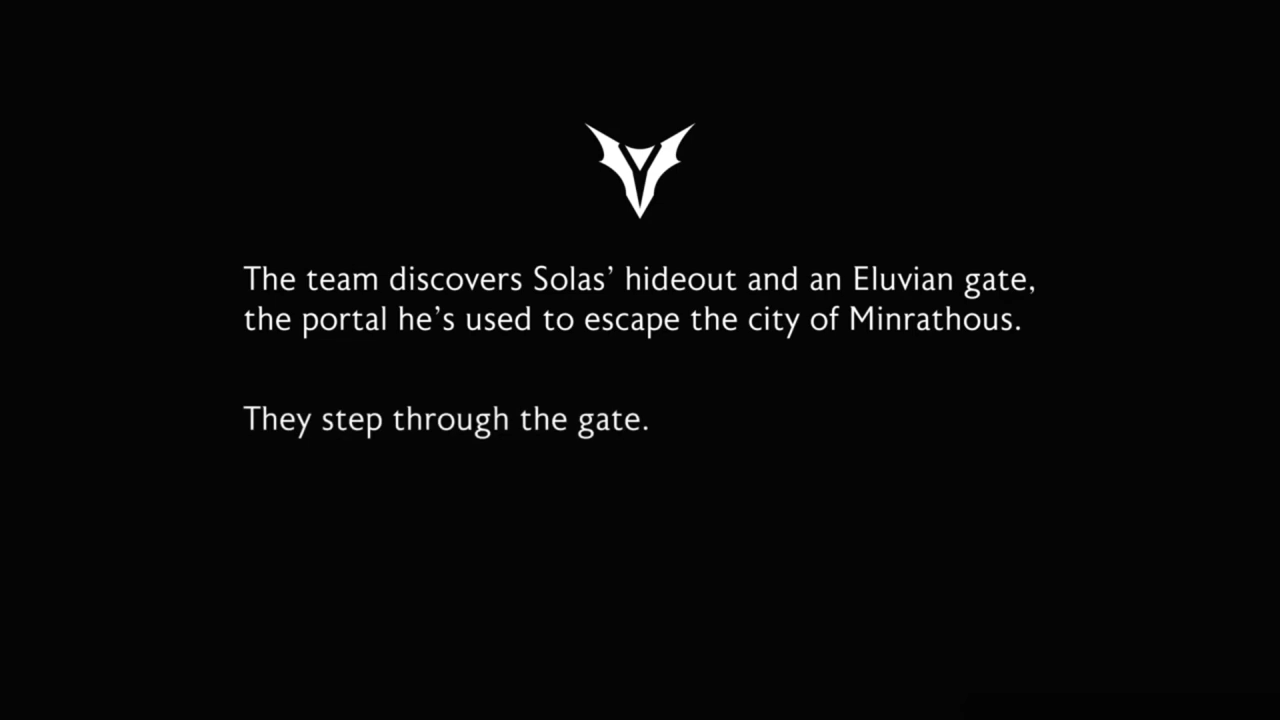 The team discovers Solas’ hideout and an Eluvian gate,
the portal he’s used to escape the city of Minrathous.
They step through the gate.